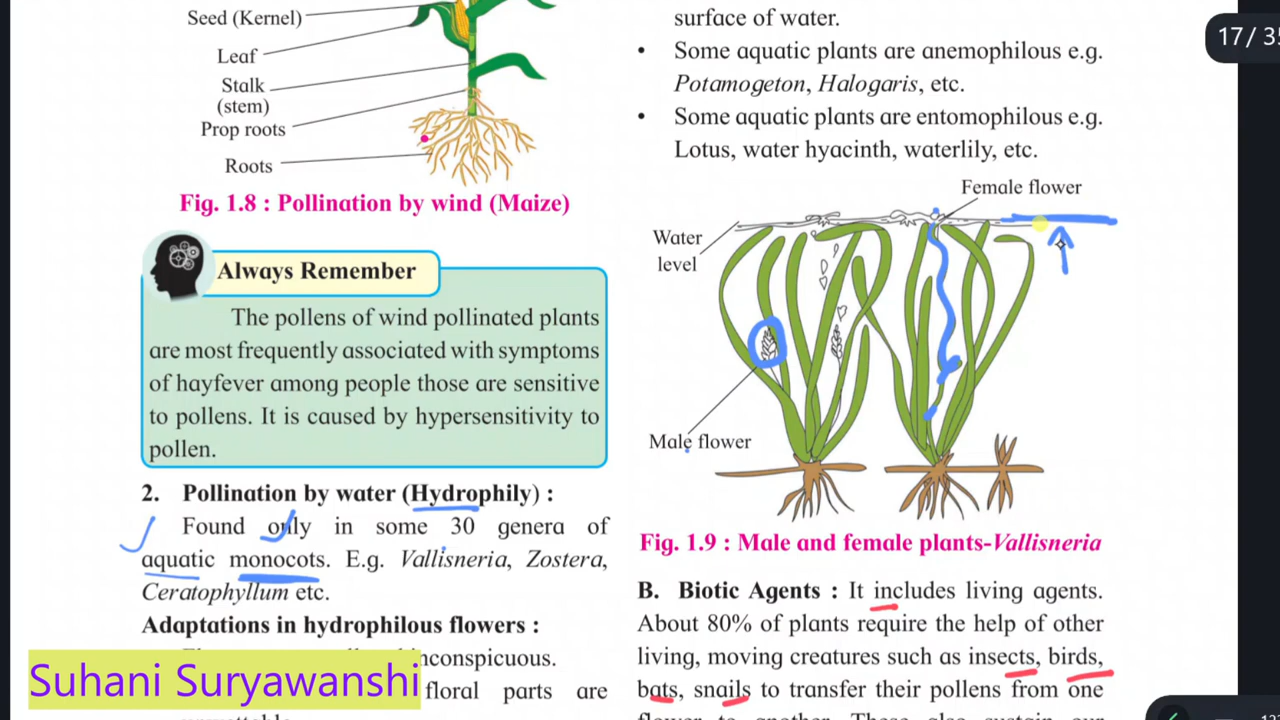 Seed (Kernel)
Leaf
Stalk
(stem)
Prop roots
Roots
Fig. 1.8 : Pollination by wind (Maize)
Always Remember
The pollens of wind pollinated plants
are most frequently associated with symptoms
of hayfever among people those are sensitive
to pollens. It is caused by hypersensitivity to
pollen.
2. Pollination by water (Hydrophily) :
Found only in some 30 genera of
aquatic monocots. E.g. Vallisneria, Zostera,
Ceratophyllum etc.
Adaptations in hydrophilous flowers :
inconspicuous.
floral parts are
Suhani Suryawanshi
surface of water.
• Some aquatic plants are anemophilous e.g.
Potamogeton, Halogaris, etc.
• Some aquatic plants are entomophilous e.g.
Lotus, water hyacinth, waterlily, etc.
Female flower
Water
level
Male flower
Fig. 1.9 : Male and female plants-Vallisneria
B. Biotic Agents : It includes living agents.
About 80% of plants require the help of other
living, moving creatures such as insects, birds,
bats, snails to transfer their pollens from one
17 / 35